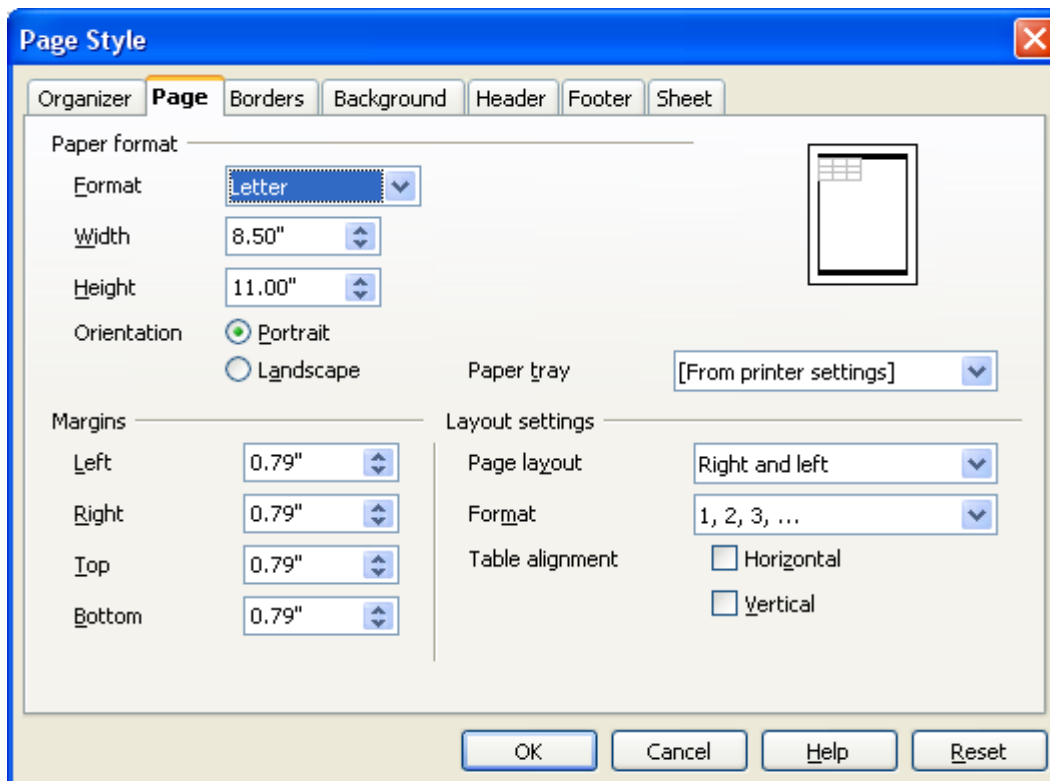 Page Style
Organizer Page Borders Background Header Footer Sheet
Paper format
Format Letter
Width 8.50"
Height 11.00"
Orientation Portrait
Landscape Paper tray [From printer settings]
Margins Layout settings
Left 0.79" Page layout Right and left
Right 0.79" Format 1, 2, 3, ...
Top 0.79" Table alignment Horizontal
Bottom 0.79" Vertical
OK Cancel Help Reset